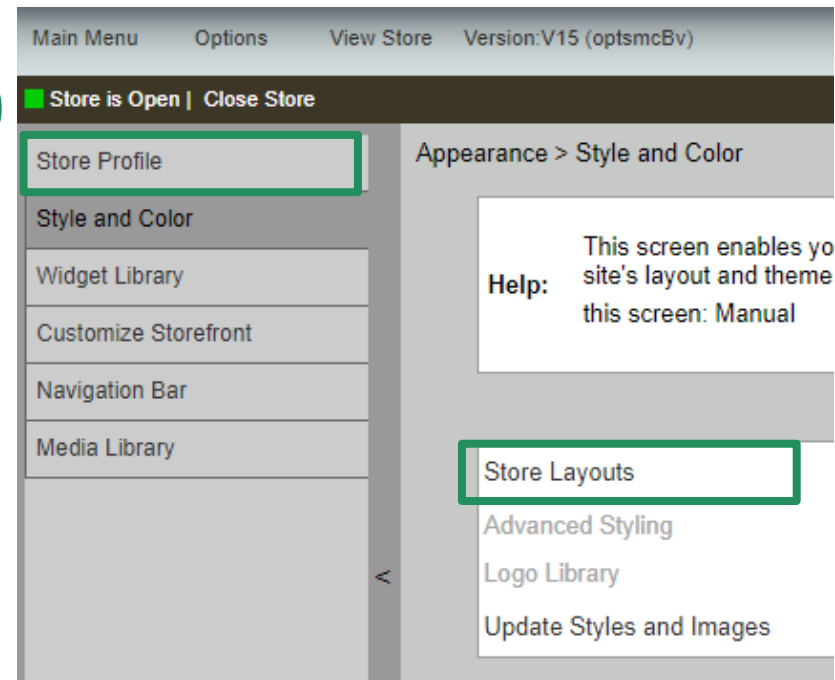 Main Menu Options View Store Version:V15 (optsmcBv)
Store is Open | Close Store
Store Profile
Style and Color
Widget Library
Customize Storefront
Navigation Bar
Media Library
<
Appearance > Style and Color
Help:
This screen enables yo
site's layout and theme
this screen: Manual
Store Layouts
Advanced Styling
Logo Library
Update Styles and Images